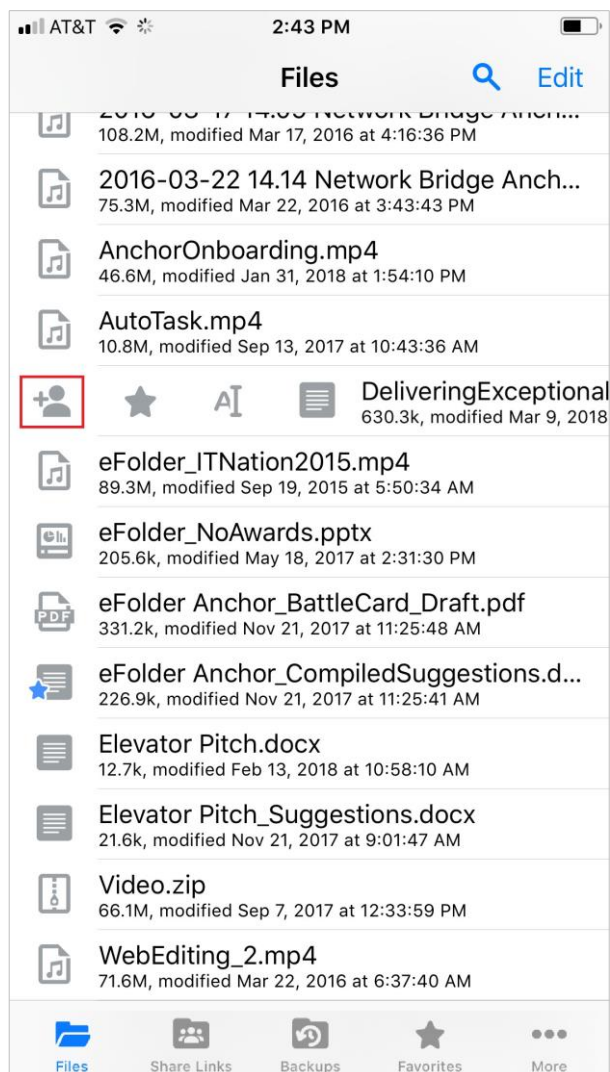 AT&T
2:43 PM
Files
Edit
108.2M, modified Mar 17, 2016 at 4:16:36 PM
2016-03-22 14.14 Network Bridge Anch...
75.3M, modified Mar 22, 2016 at 3:43:43 PM
AnchorOnboarding.mp4
46.6M, modified Jan 31, 2018 at 1:54:10 PM
AutoTask.mp4
10.8M, modified Sep 13, 2017 at 10:43:36 AM
DeliveringExceptional
630.3k, modified Mar 9, 2018
eFolder_ITNation2015.mp4
89.3M, modified Sep 19, 2015 at 5:50:34 AM
eFolder_NoAwards.pptx
205.6k, modified May 18, 2017 at 2:31:30 PM
eFolder Anchor_BattleCard_Draft.pdf
PDF
331.2k, modified Nov 21, 2017 at 11:25:48 AM
eFolder Anchor_CompiledSuggestions.d...
226.9k, modified Nov 21, 2017 at 11:25:41 AM
Elevator Pitch.docx
12.7k, modified Feb 13, 2018 at 10:58:10 AM
Elevator Pitch_Suggestions.docx
21.6k, modified Nov 21, 2017 at 9:01:47 AM
Video.zip
66.1M, modified Sep 7, 2017 at 12:33:59 PM
WebEditing_2.mp4
71.6M, modified Mar 22, 2016 at 6:37:40 AM
Files
Share Links
Backups
Favorites
More